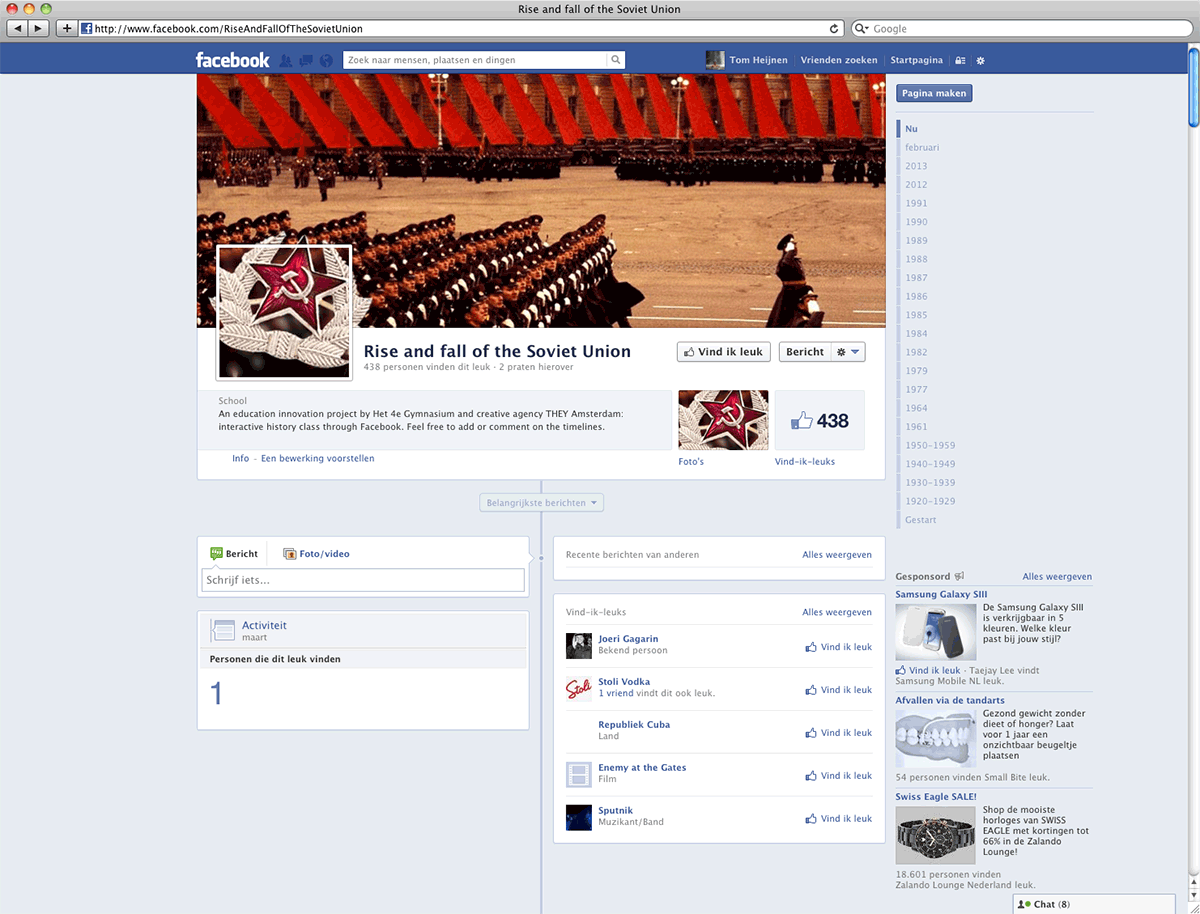 Rise and fall of the Soviet Union
http://www.facebook.com/RiseAndFallOfTheSovietUnion
Google
facebook
Zoek naar mensen, plaatsen en dingen
Tom Heijnen
Vrienden zoeken
Startpagina
Pagina maken
Nu
februari
2013
2012
1991
1990
1989
1988
1987
1986
1985
1984
1982
1979
1977
1964
1961
1950-1959
1940-1949
1930-1939
1920-1929
Gestart
Rise and fall of the Soviet Union
438 personen vinden dit leuk · 2 praten hierover
Vind ik leuk
Bericht
School
An education innovation project by Het 4e Gymnasium and creative agency THEY Amsterdam:
interactive history class through Facebook. Feel free to add or comment on the timelines.
Info - Een bewerking voorstellen
Foto's
438
Vind-ik-leuks
Belangrijkste berichten
Bericht
Foto/video
Schrijf iets...
Activiteit
maart
Personen die dit leuk vinden
1
Recente berichten van anderen
Alles weergeven
Vind-ik-leuks
Alles weergeven
Joeri Gagarin
Bekend persoon
Vind ik leuk
Stoli
Stoli Vodka
1 vriend vindt dit ook leuk.
Vind ik leuk
Republiek Cuba
Land
Vind ik leuk
Enemy at the Gates
Film
Vind ik leuk
Sputnik
Muzikant/Band
Vind ik leuk
Gesponsord
Alles weergeven
Samsung Galaxy SIII
De Samsung Galaxy SIII
is verkrijgbaar in 5
kleuren. Welke kleur
past bij jouw stijl?
Vind ik leuk · Taejay Lee vindt
Samsung Mobile NL leuk.
Afvallen via de tandarts
Gezond gewicht zonder
dieet of honger? Laat
voor 1 jaar een
onzichtbaar beugeltje
plaatsen
54 personen vinden Small Bite leuk.
Swiss Eagle SALE!
Shop de mooiste
horloges van SWISS
EAGLE met kortingen tot
66% in de Zalando
Lounge!
18.601 personen vinden
Zalando Lounge Nederland leuk.
Chat (8)